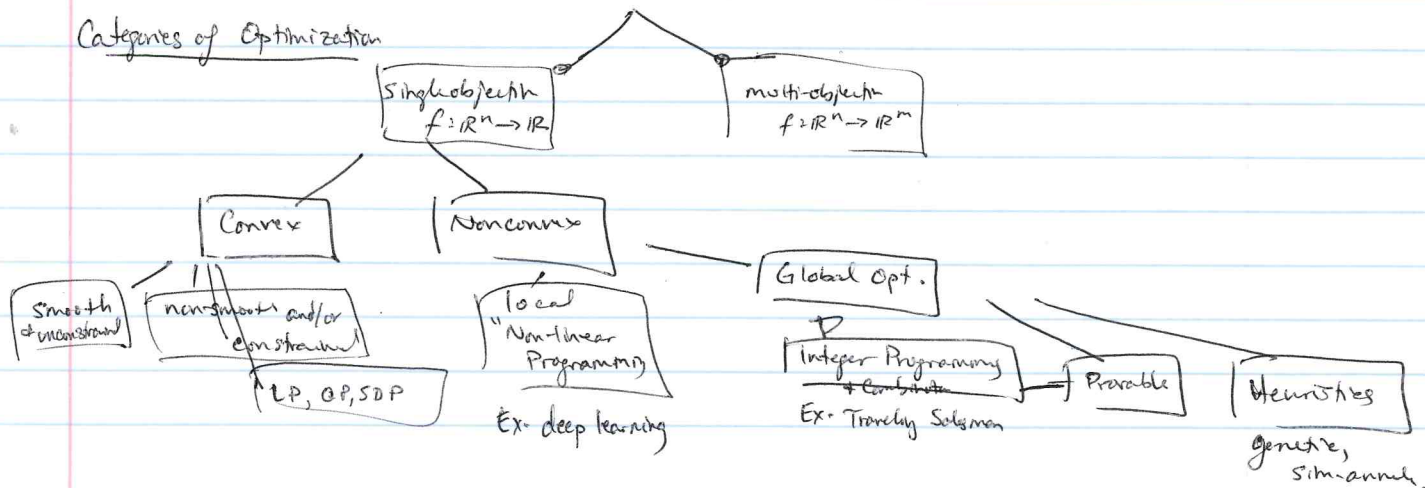 Categories of Optimization
single objective
f: ℝⁿ → ℝ
multi-objective
f: ℝⁿ → ℝᵐ
Convex
Nonconvex
Global Opt.
smooth
+ unconstrained
non-smooth and/or
constrained
LP, QP, SDP
local
"Non-linear
Programming
Ex. deep learning
Integer Programming
Ex. Traveling Salesman
Provable
Heuristics
genetic,
sim-anneal.